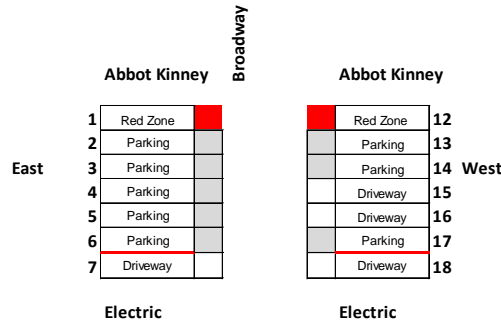 Broadway
Abbot Kinney Abbot Kinney
1 Red Zone Red Zone 12
2 Parking Parking 13
East 3 Parking Parking 14 West
4 Parking Driveway 15
5 Parking Driveway 16
6 Parking Parking 17
7 Driveway Driveway 18
Electric Electric